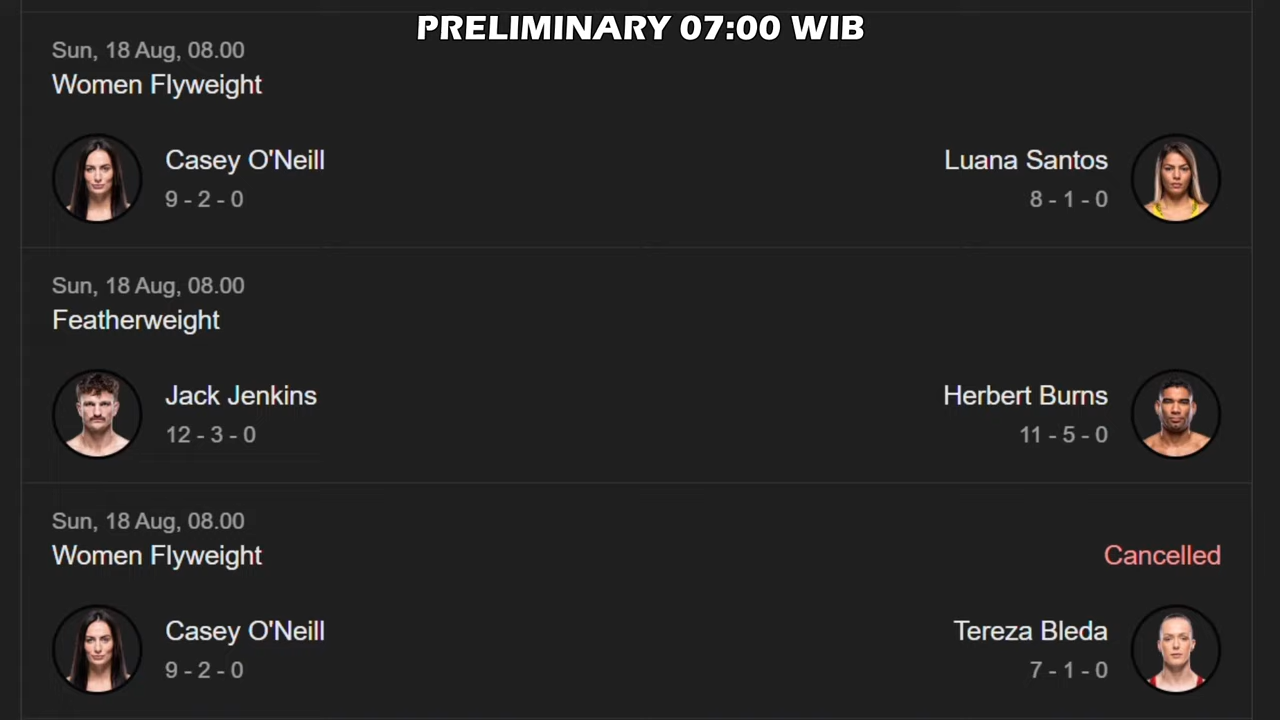 PRELIMINARY 07:00 WIB
Sun, 18 Aug, 08.00
Women Flyweight
Casey O'Neill
9 - 2 - 0
Luana Santos
8 - 1 - 0
Sun, 18 Aug, 08.00
Featherweight
Jack Jenkins
12 - 3 - 0
Herbert Burns
11 - 5 - 0
Sun, 18 Aug, 08.00
Women Flyweight
Cancelled
Casey O'Neill
9 - 2 - 0
Tereza Bleda
7 - 1 - 0